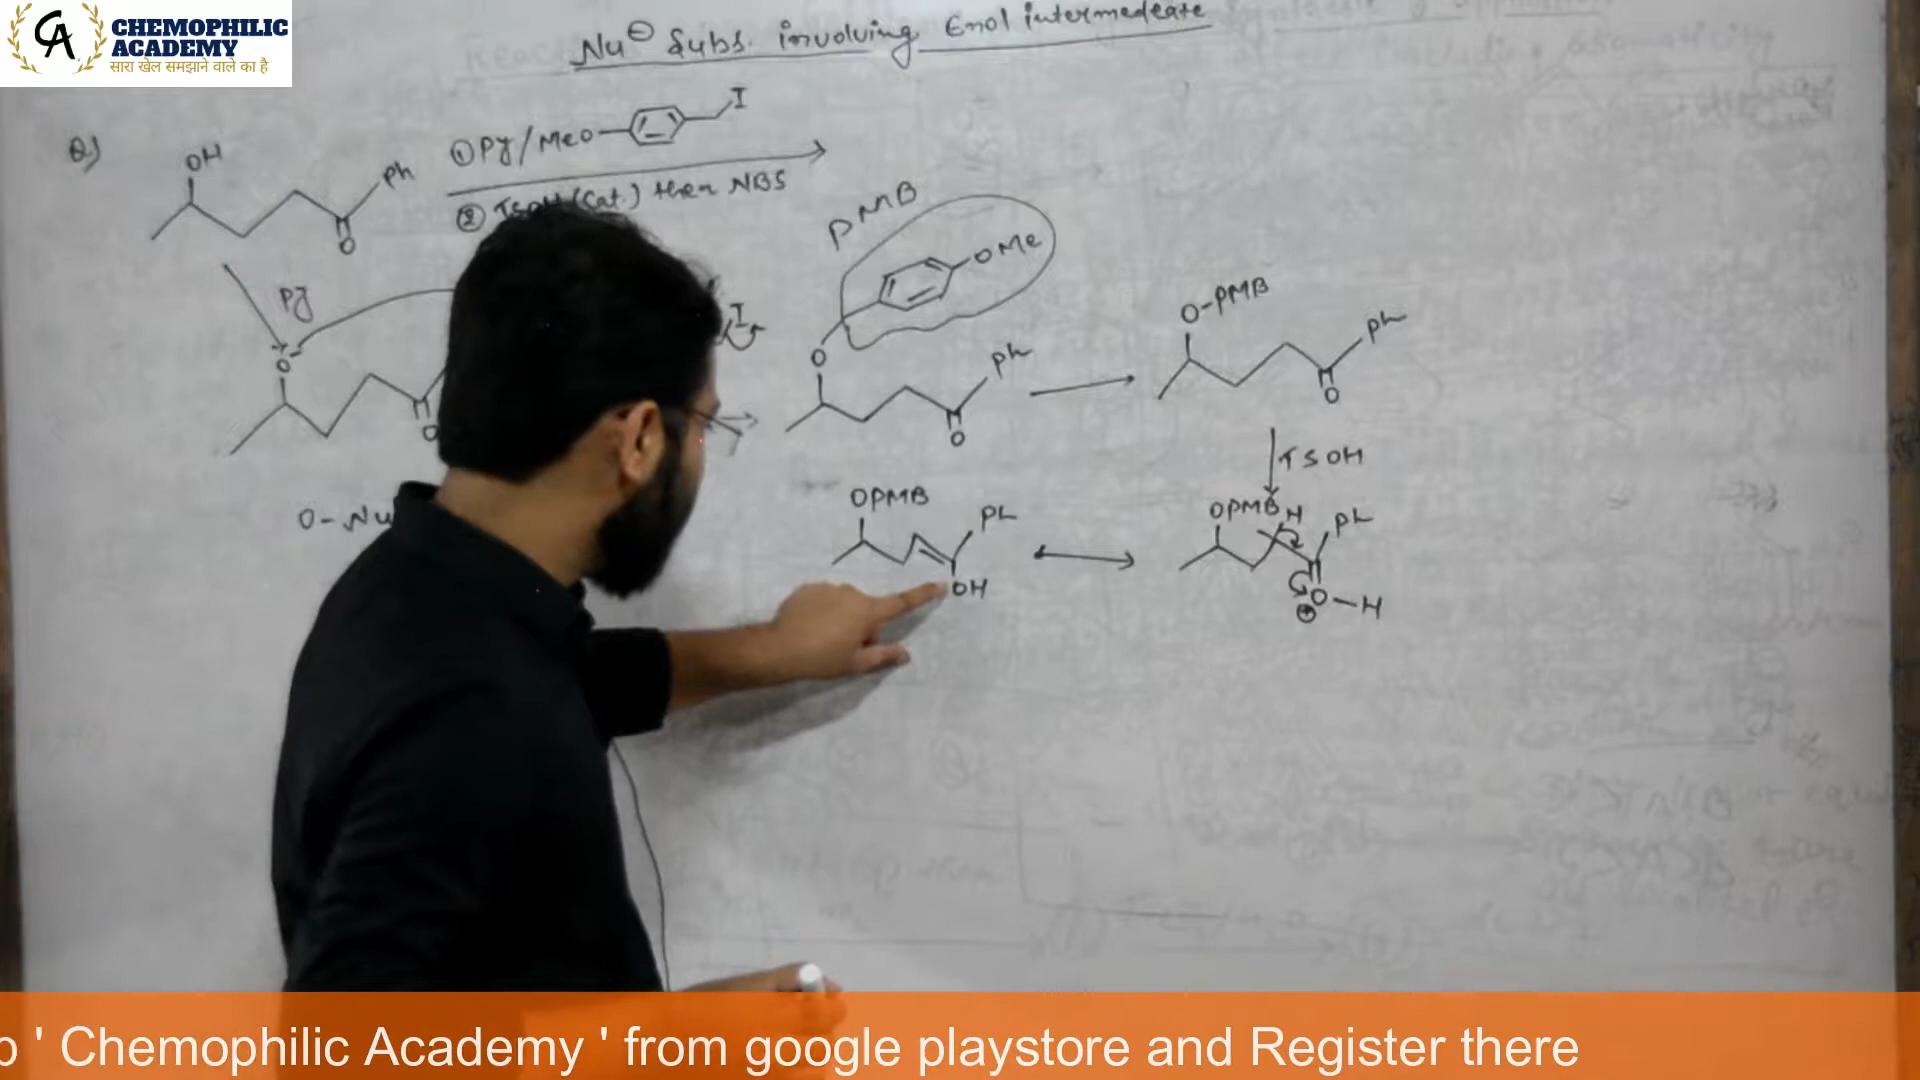 CA CHEMOPHILIC
ACADEMY
सारा खेल समझाने वाले का है
Nu⊖ Subs. involving Enol intermedeate
Q)
OH
Ph
O
① PY/MeO
I
② TSOH (Cat.) then NBS
PY
O
O
I
PMB
OMe
O
Ph
O
O-PMB
Ph
O
TSOH
O-Nu
OPMB
Ph
OH
OPMB H
Ph
⊕ O-H
' Chemophilic Academy ' from google playstore and Register there